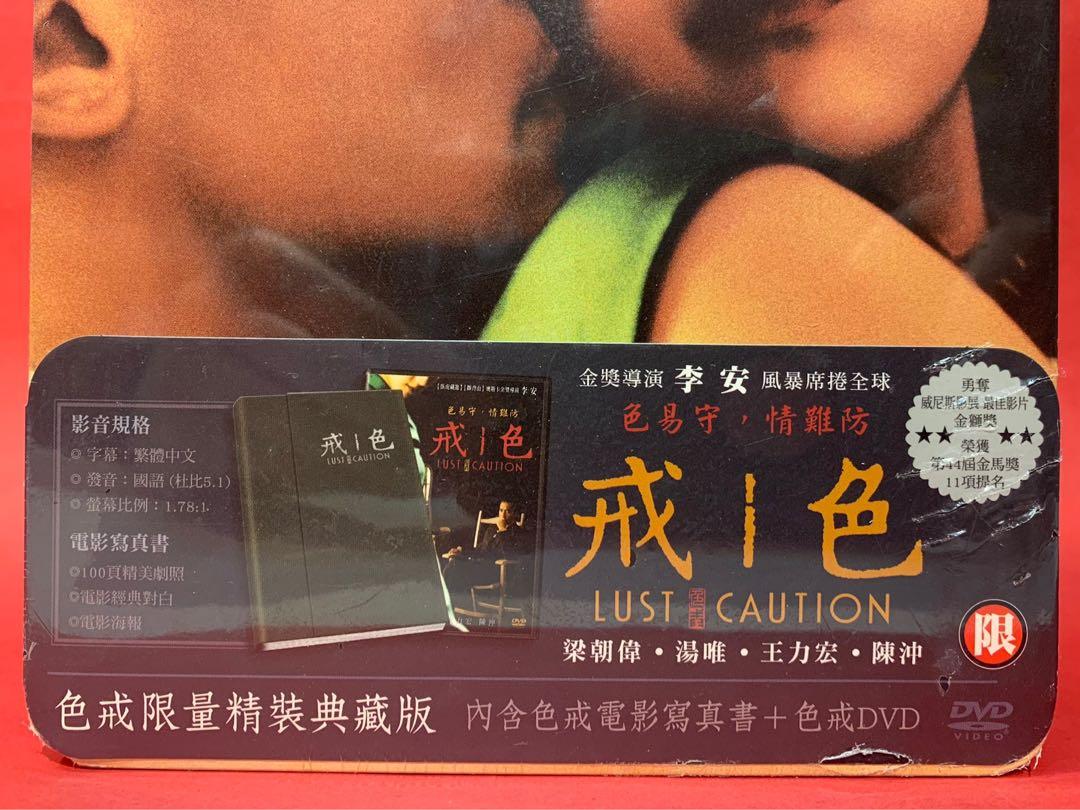 金獎導演 李安 風暴席捲全球
色易守，情難防
戒|色
LUST CAUTION
梁朝偉・湯唯・王力宏・陳沖
勇奪
威尼斯影展 最佳影片
金獅獎
★★ ★★
榮獲
第44屆金馬獎
11項提名
限
影音規格
◎ 字幕：繁體中文
◎ 發音：國語 (杜比5.1)
◎ 螢幕比例：1.78:1
電影寫真書
◎100頁精美劇照
◎電影經典對白
◎電影海報
戒|色
LUST CAUTION
李安
色易守，情難防
戒|色
LUST CAUTION
力宏 陳沖
DVD
色戒限量精裝典藏版 內含色戒電影寫真書＋色戒DVD
DVD
VIDEO